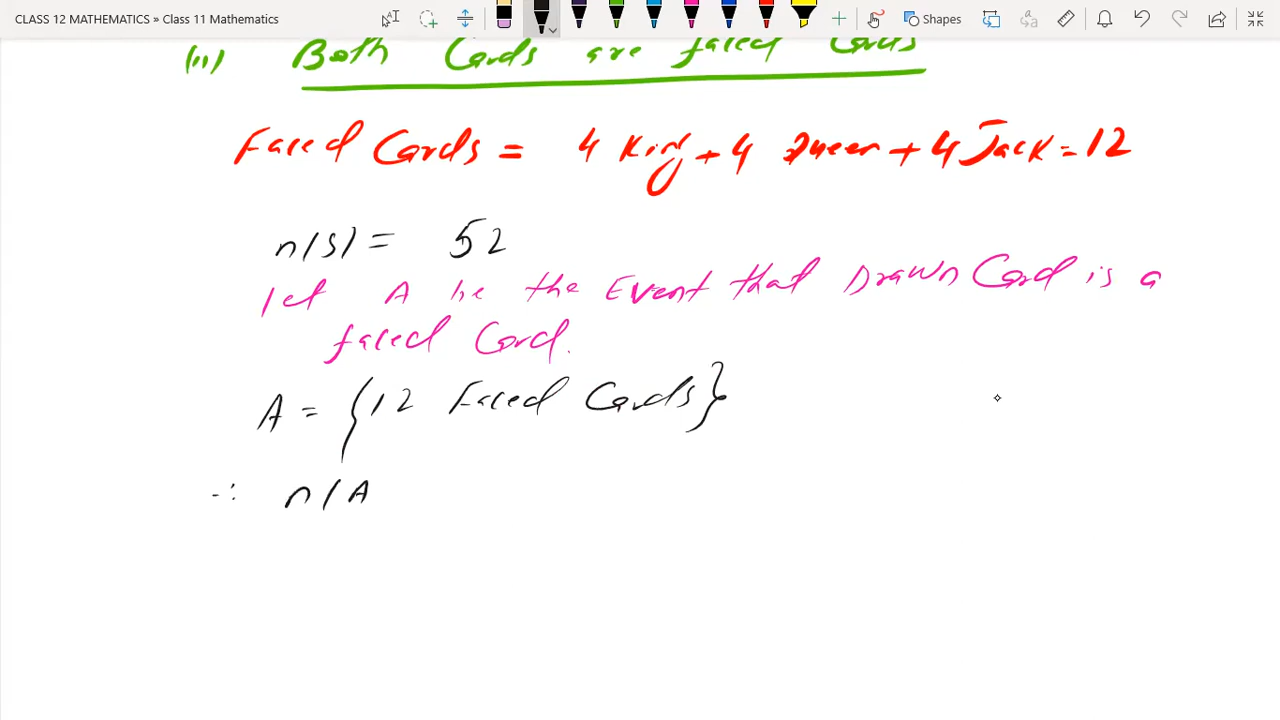 CLASS 12 MATHEMATICS » Class 11 Mathematics
Shapes
(ii) Both Cards are faced Cards
Faced Cards = 4 King + 4 Queen + 4 Jack = 12
n(S) = 52
Let A be the Event that Drawn Card is a
faced Card.
A = {12 Faced Cards}
∴ n(A